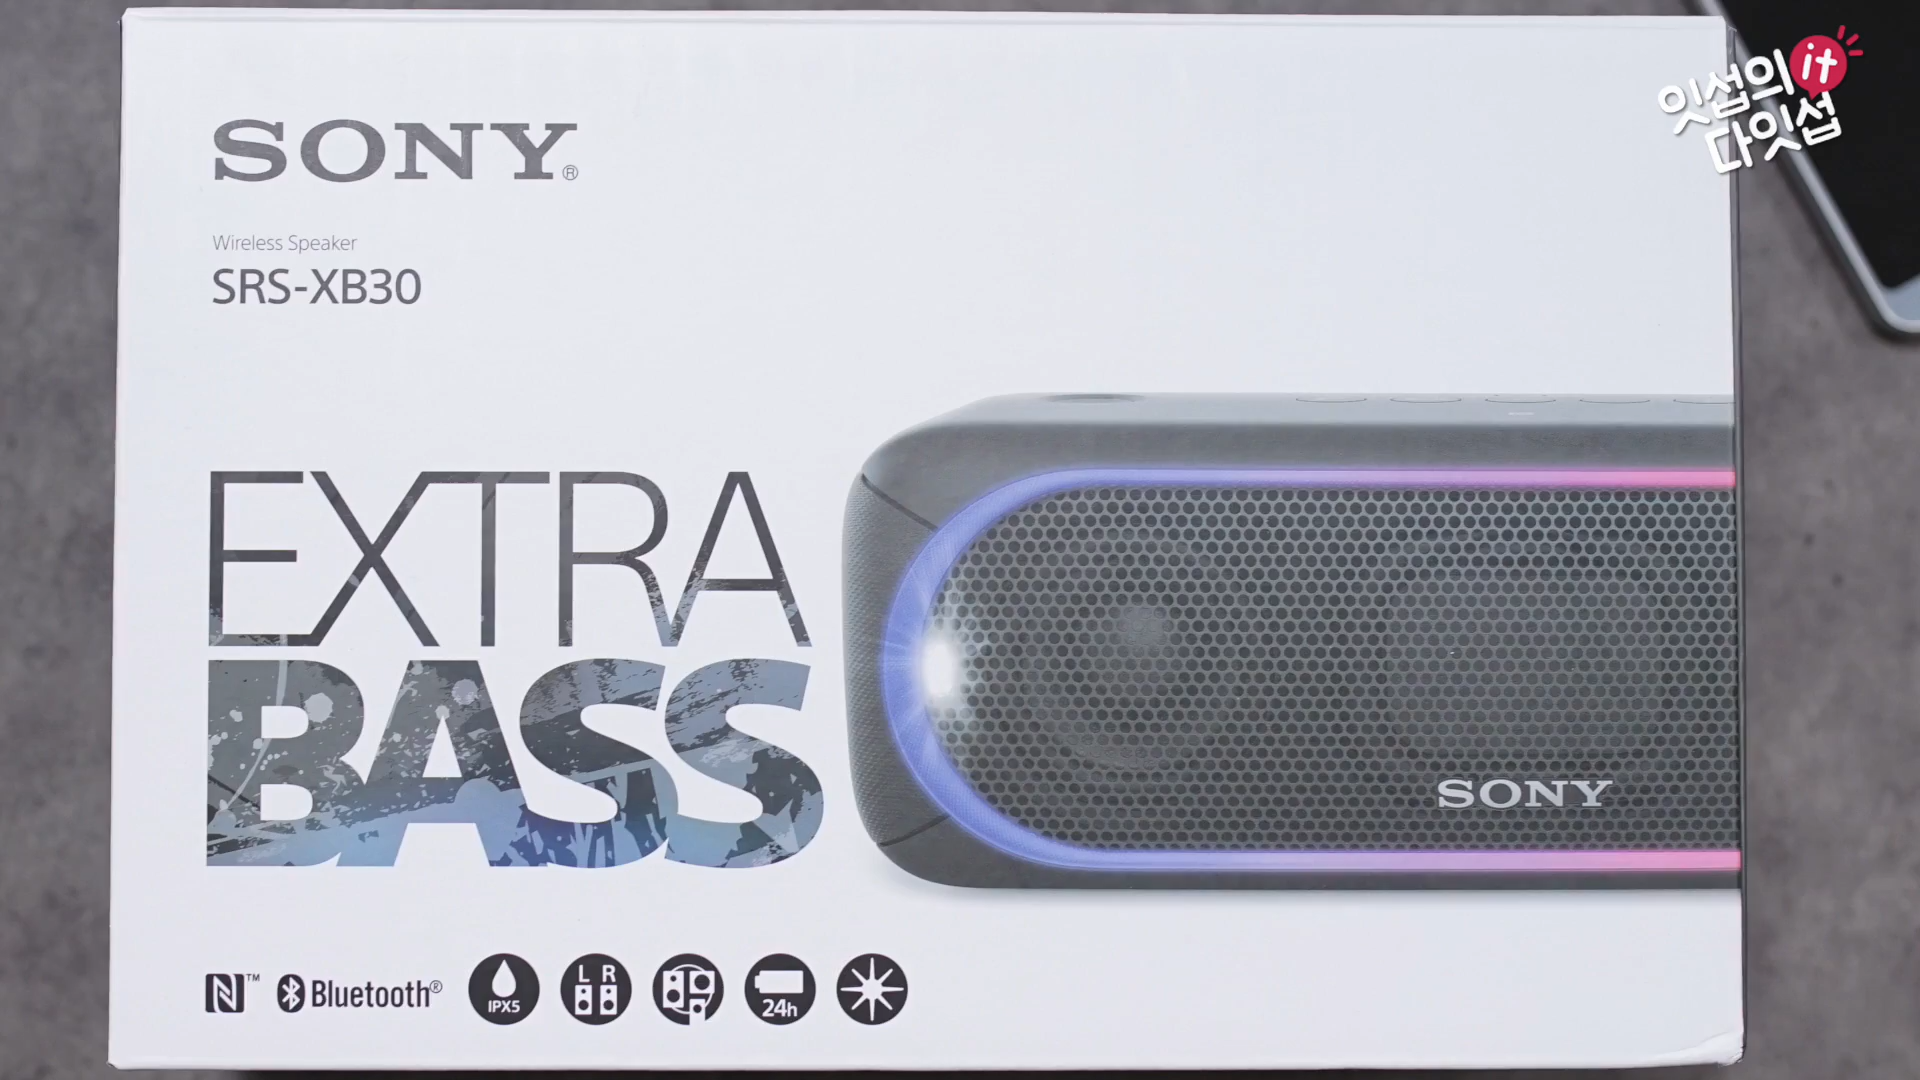 잇섭의 it
다잇섭
SONY®
Wireless Speaker
SRS-XB30
EXTRA
BASS
SONY
N™ Bluetooth® IPX5 L R 24h